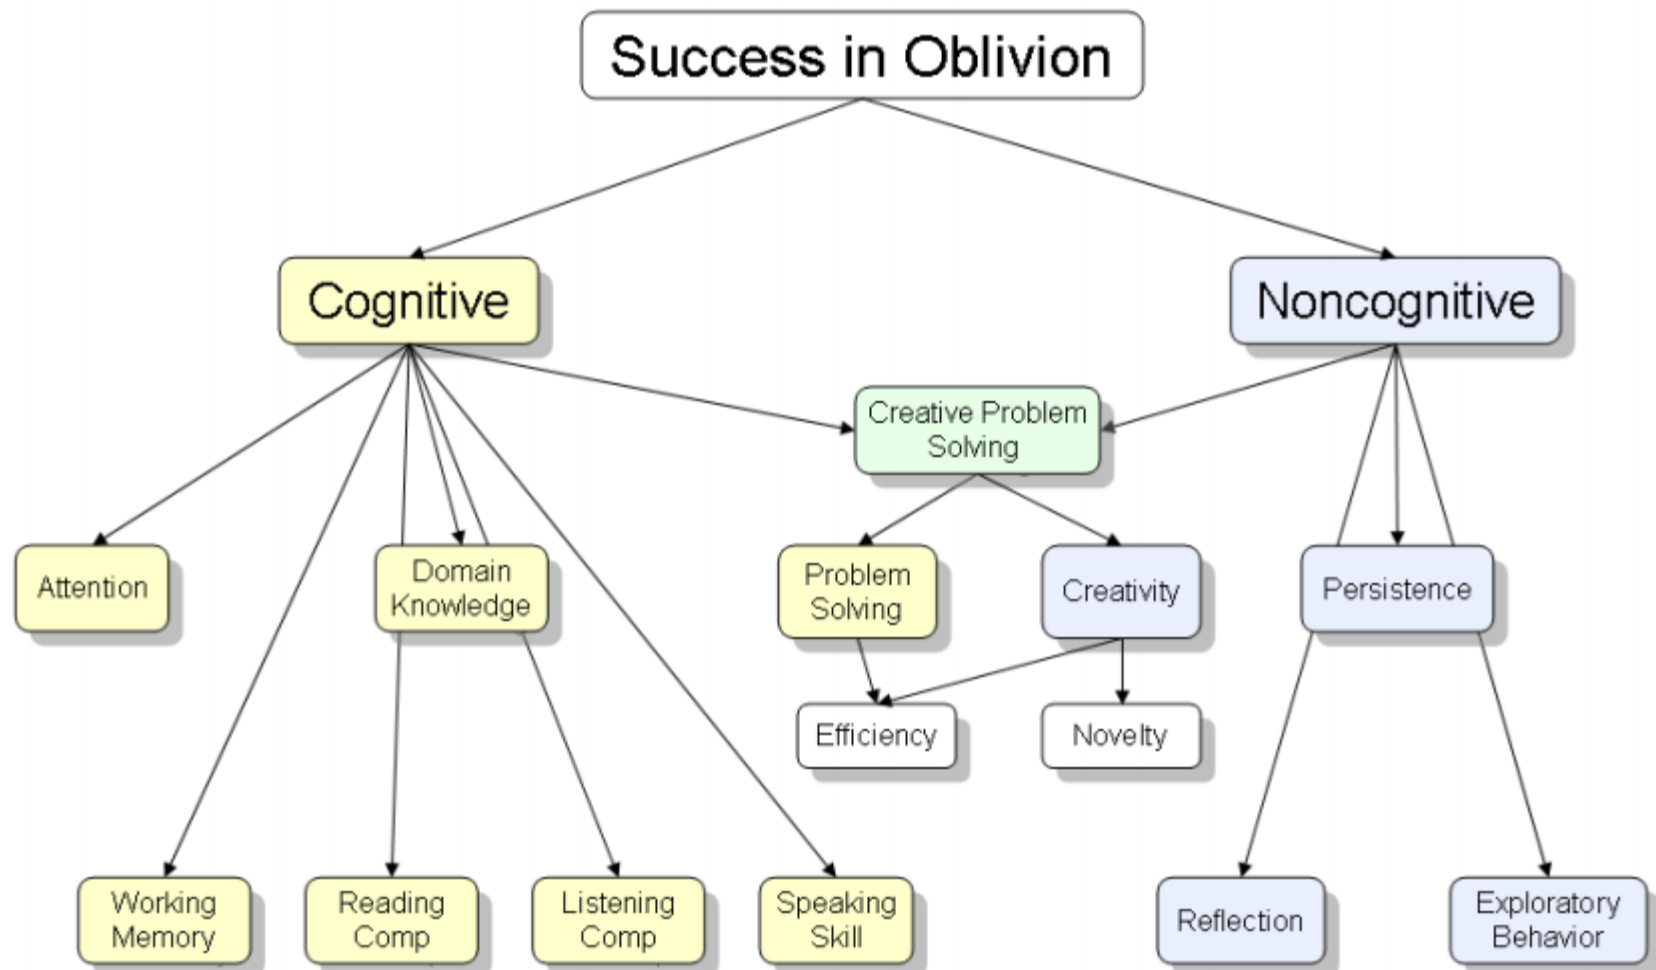 Success in Oblivion
Cognitive
Noncognitive
Creative Problem
Solving
Attention
Domain
Knowledge
Problem
Solving
Creativity
Persistence
Efficiency
Novelty
Working
Memory
Reading
Comp
Listening
Comp
Speaking
Skill
Reflection
Exploratory
Behavior